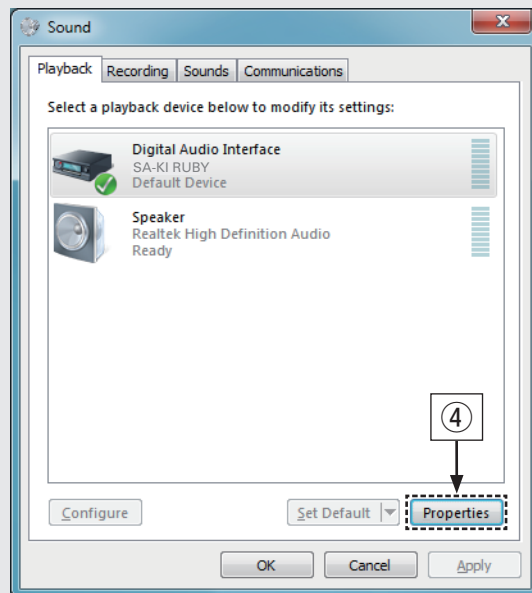 Sound
x
Playback Recording Sounds Communications
Select a playback device below to modify its settings:
Digital Audio Interface
SA-KI RUBY
Default Device
Speaker
Realtek High Definition Audio
Ready
④
Configure Set Default Properties
OK Cancel Apply